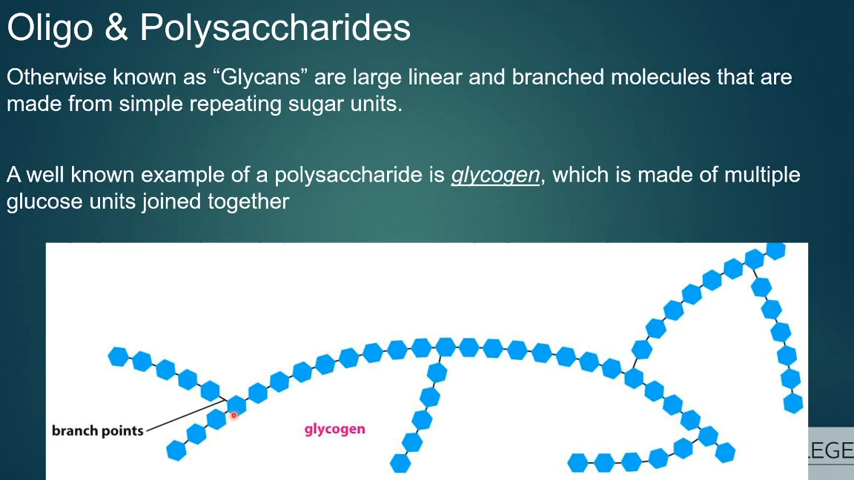 Oligo & Polysaccharides
Otherwise known as “Glycans” are large linear and branched molecules that are
made from simple repeating sugar units.
A well known example of a polysaccharide is glycogen, which is made of multiple
glucose units joined together
branch points
glycogen